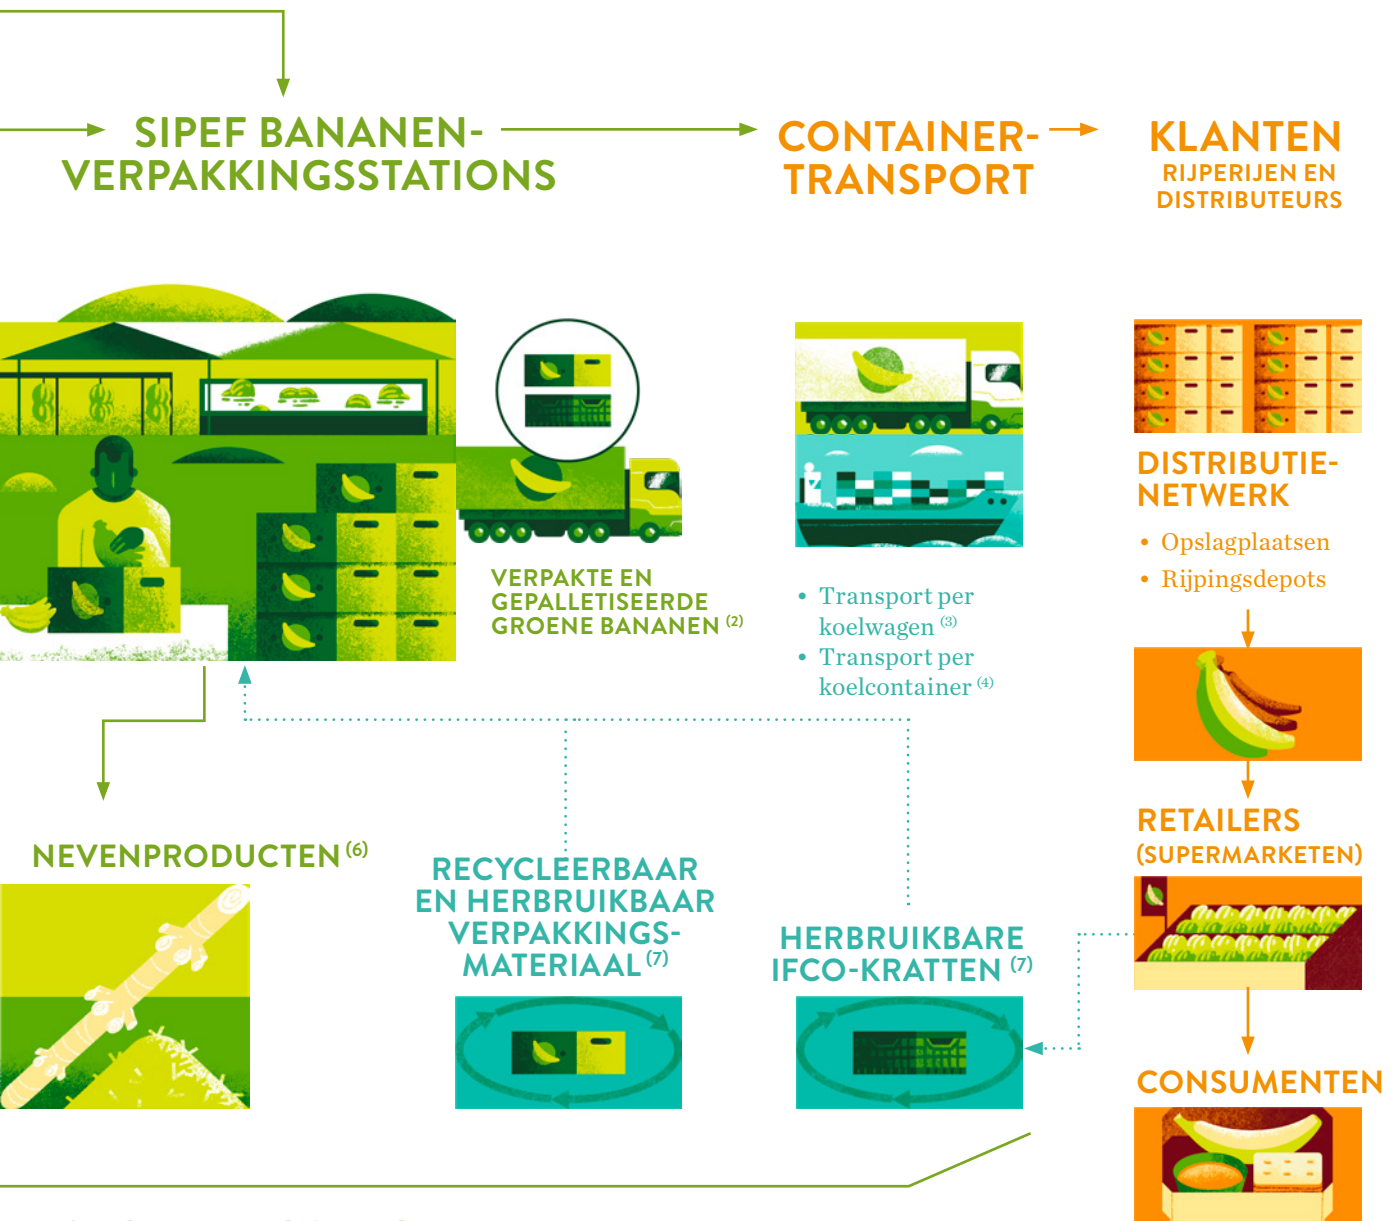 SIPEF BANANEN-
VERPAKKINGSSTATIONS
CONTAINER-
TRANSPORT
KLANTEN
RIJPERIJEN EN
DISTRIBUTEURS
VERPAKTE EN
GEPALLETISEERDE
GROENE BANANEN (2)
• Transport per
koelwagen (3)
• Transport per
koelcontainer (4)
DISTRIBUTIE-
NETWERK
• Opslagplaatsen
• Rijpingsdepots
NEVENPRODUCTEN (6)
RECYCLEERBAAR
EN HERBRUIKBAAR
VERPAKKINGS-
MATERIAAL (7)
HERBRUIKBARE
IFCO-KRATTEN (7)
RETAILERS
(SUPERMARKETEN)
CONSUMENTEN